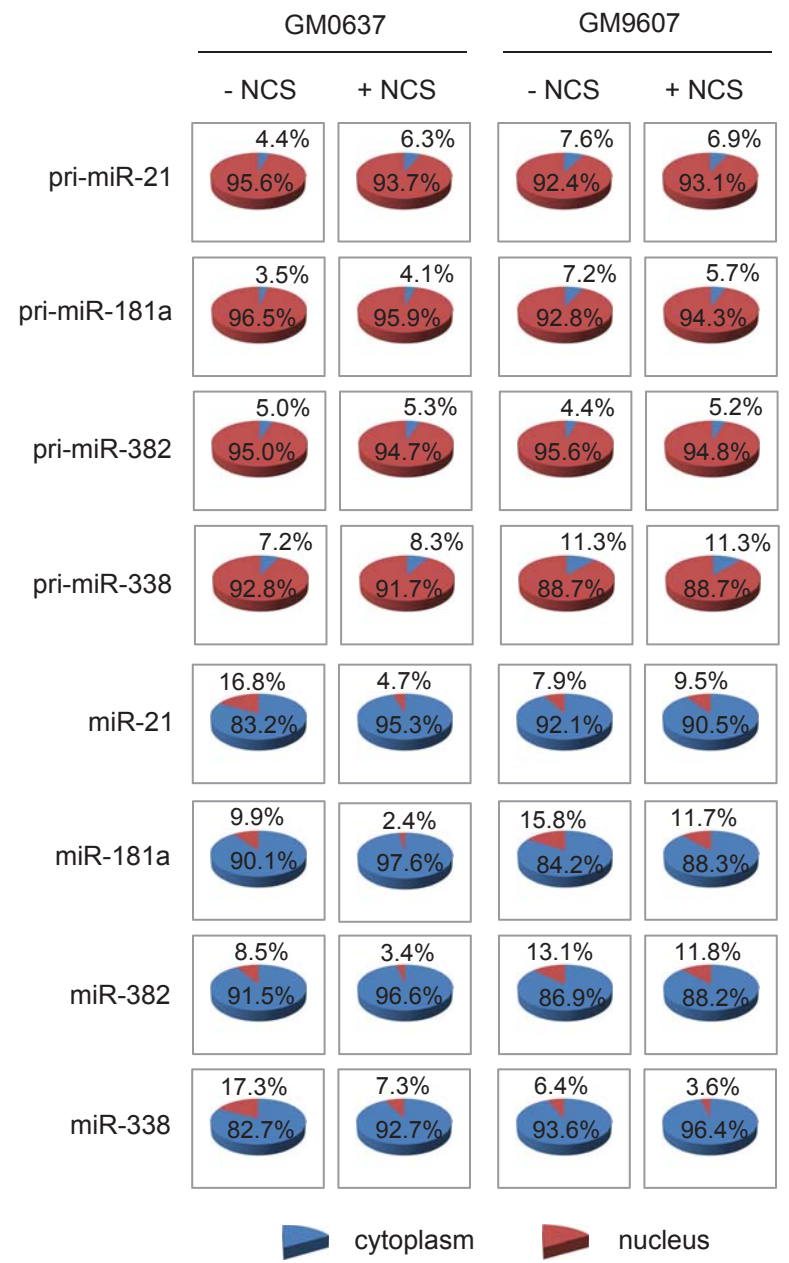 GM0637 GM9607
- NCS + NCS - NCS + NCS
pri-miR-21 4.4% 95.6% 6.3% 93.7% 7.6% 92.4% 6.9% 93.1%
pri-miR-181a 3.5% 96.5% 4.1% 95.9% 7.2% 92.8% 5.7% 94.3%
pri-miR-382 5.0% 95.0% 5.3% 94.7% 4.4% 95.6% 5.2% 94.8%
pri-miR-338 7.2% 92.8% 8.3% 91.7% 11.3% 88.7% 11.3% 88.7%
miR-21 16.8% 83.2% 4.7% 95.3% 7.9% 92.1% 9.5% 90.5%
miR-181a 9.9% 90.1% 2.4% 97.6% 15.8% 84.2% 11.7% 88.3%
miR-382 8.5% 91.5% 3.4% 96.6% 13.1% 86.9% 11.8% 88.2%
miR-338 17.3% 82.7% 7.3% 92.7% 6.4% 93.6% 3.6% 96.4%
cytoplasm nucleus